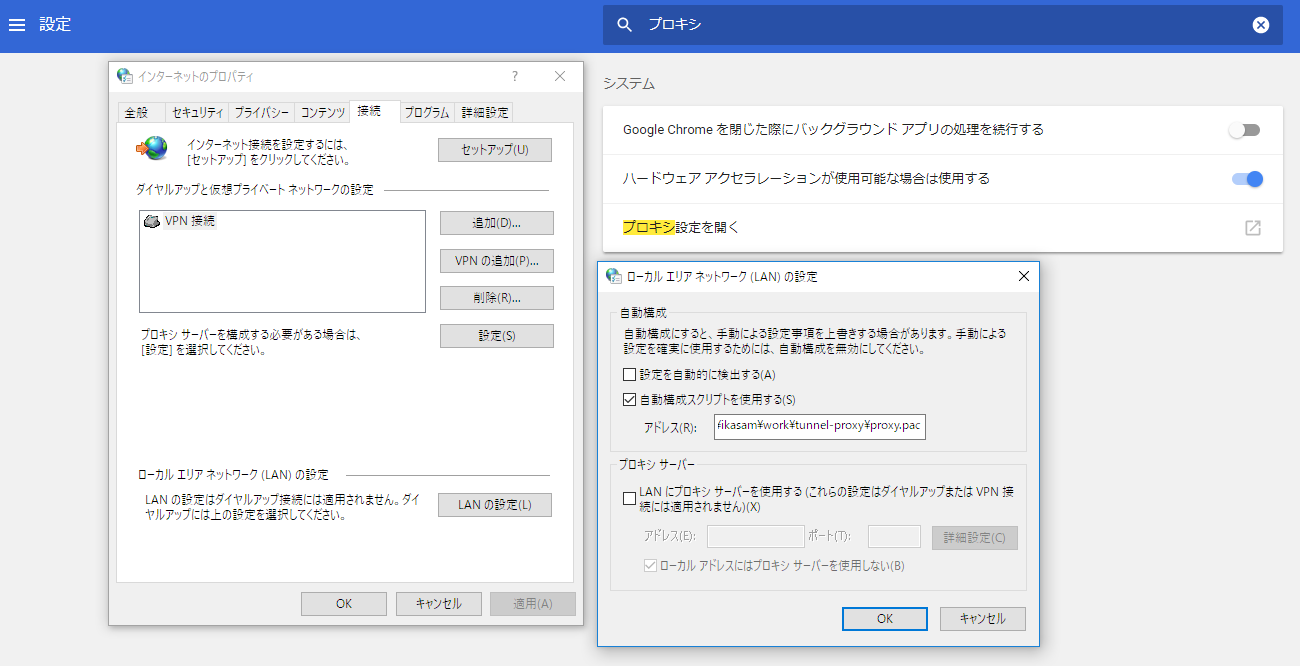 設定
プロキシ
インターネットのプロパティ
?
全般
セキュリティ
プライバシー
コンテンツ
接続
プログラム
詳細設定
インターネット接続を設定するには、
[セットアップ] をクリックしてください。
セットアップ(U)
ダイヤルアップと仮想プライベート ネットワークの設定
VPN 接続
追加(D)...
VPN の追加(P)...
削除(R)...
プロキシ サーバーを構成する必要がある場合は、
[設定] を選択してください。
設定(S)
ローカル エリア ネットワーク (LAN) の設定
LAN の設定はダイヤルアップ接続には適用されません。ダイ
ヤルアップには上の設定を選択してください。
LAN の設定(L)
OK
キャンセル
適用(A)
システム
Google Chrome を閉じた際にバックグラウンド アプリの処理を続行する
ハードウェア アクセラレーションが使用可能な場合は使用する
プロキシ設定を開く
ローカル エリア ネットワーク (LAN) の設定
自動構成
自動構成にすると、手動による設定事項を上書きする場合があります。手動による
設定を確実に使用するためには、自動構成を無効にしてください。
設定を自動的に検出する(A)
自動構成スクリプトを使用する(S)
アドレス(R):
ikasam¥work¥tunnel-proxy¥proxy.pac
プロキシ サーバー
LAN にプロキシ サーバーを使用する (これらの設定はダイヤルアップまたは VPN 接
続には適用されません)(X)
アドレス(E):
ポート(T):
詳細設定(C)
ローカル アドレスにはプロキシ サーバーを使用しない(B)
OK
キャンセル